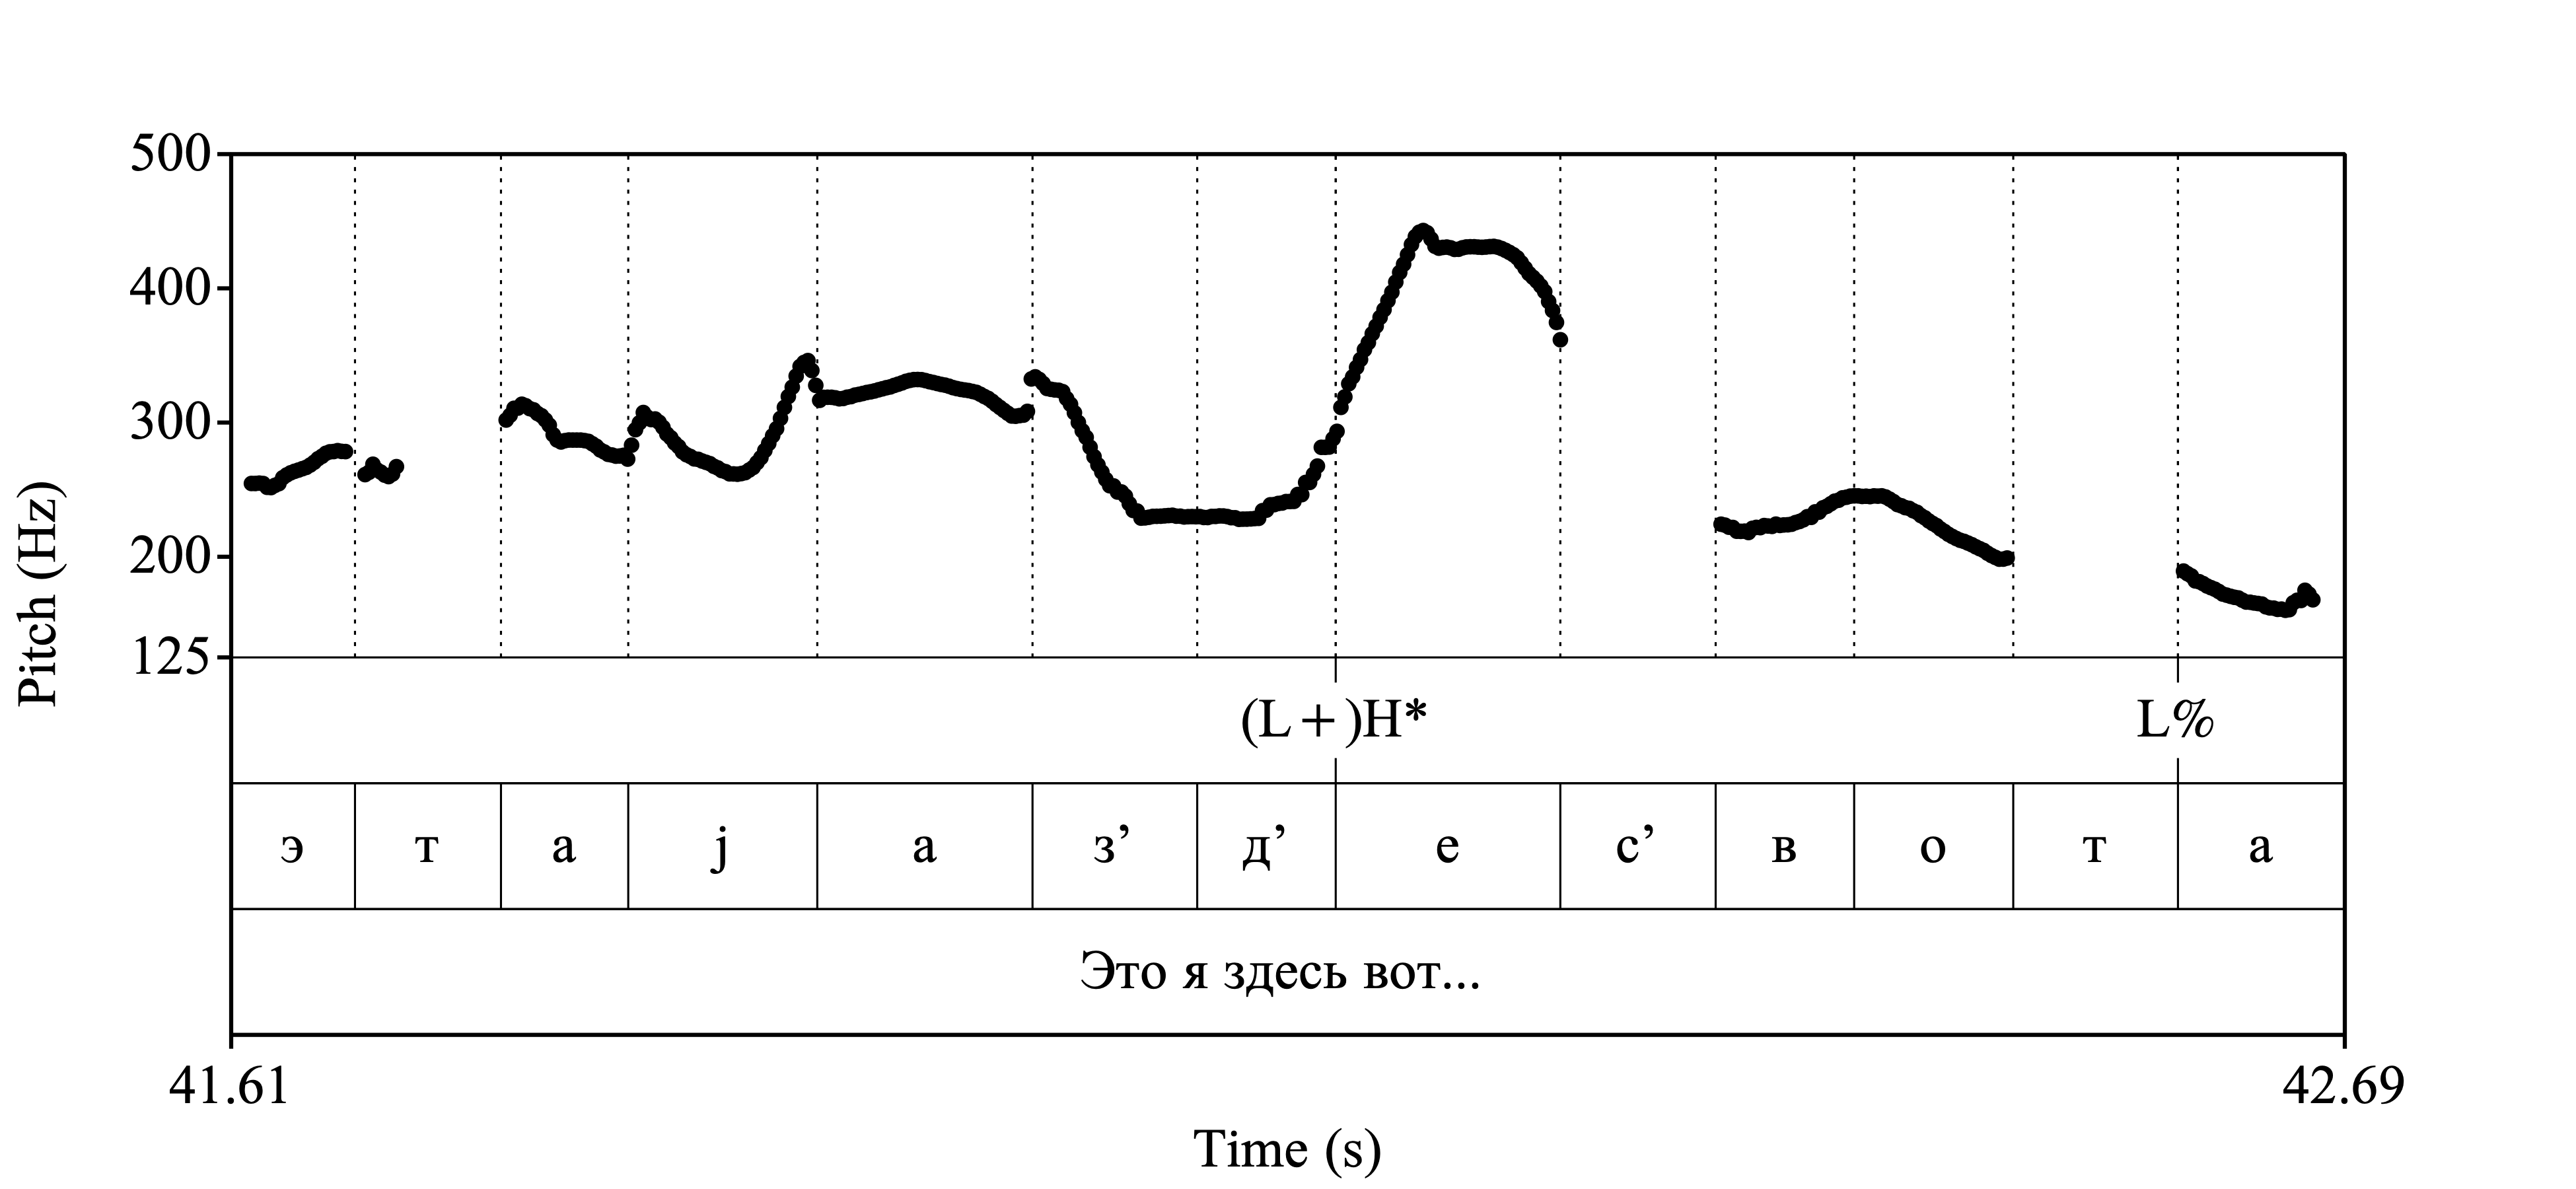 500
400
300
200
125
Pitch (Hz)
(L+)H* L%
э т а j а з’ д’ е с’ в о т а
Это я здесь вот...
41.61 42.69
Time (s)